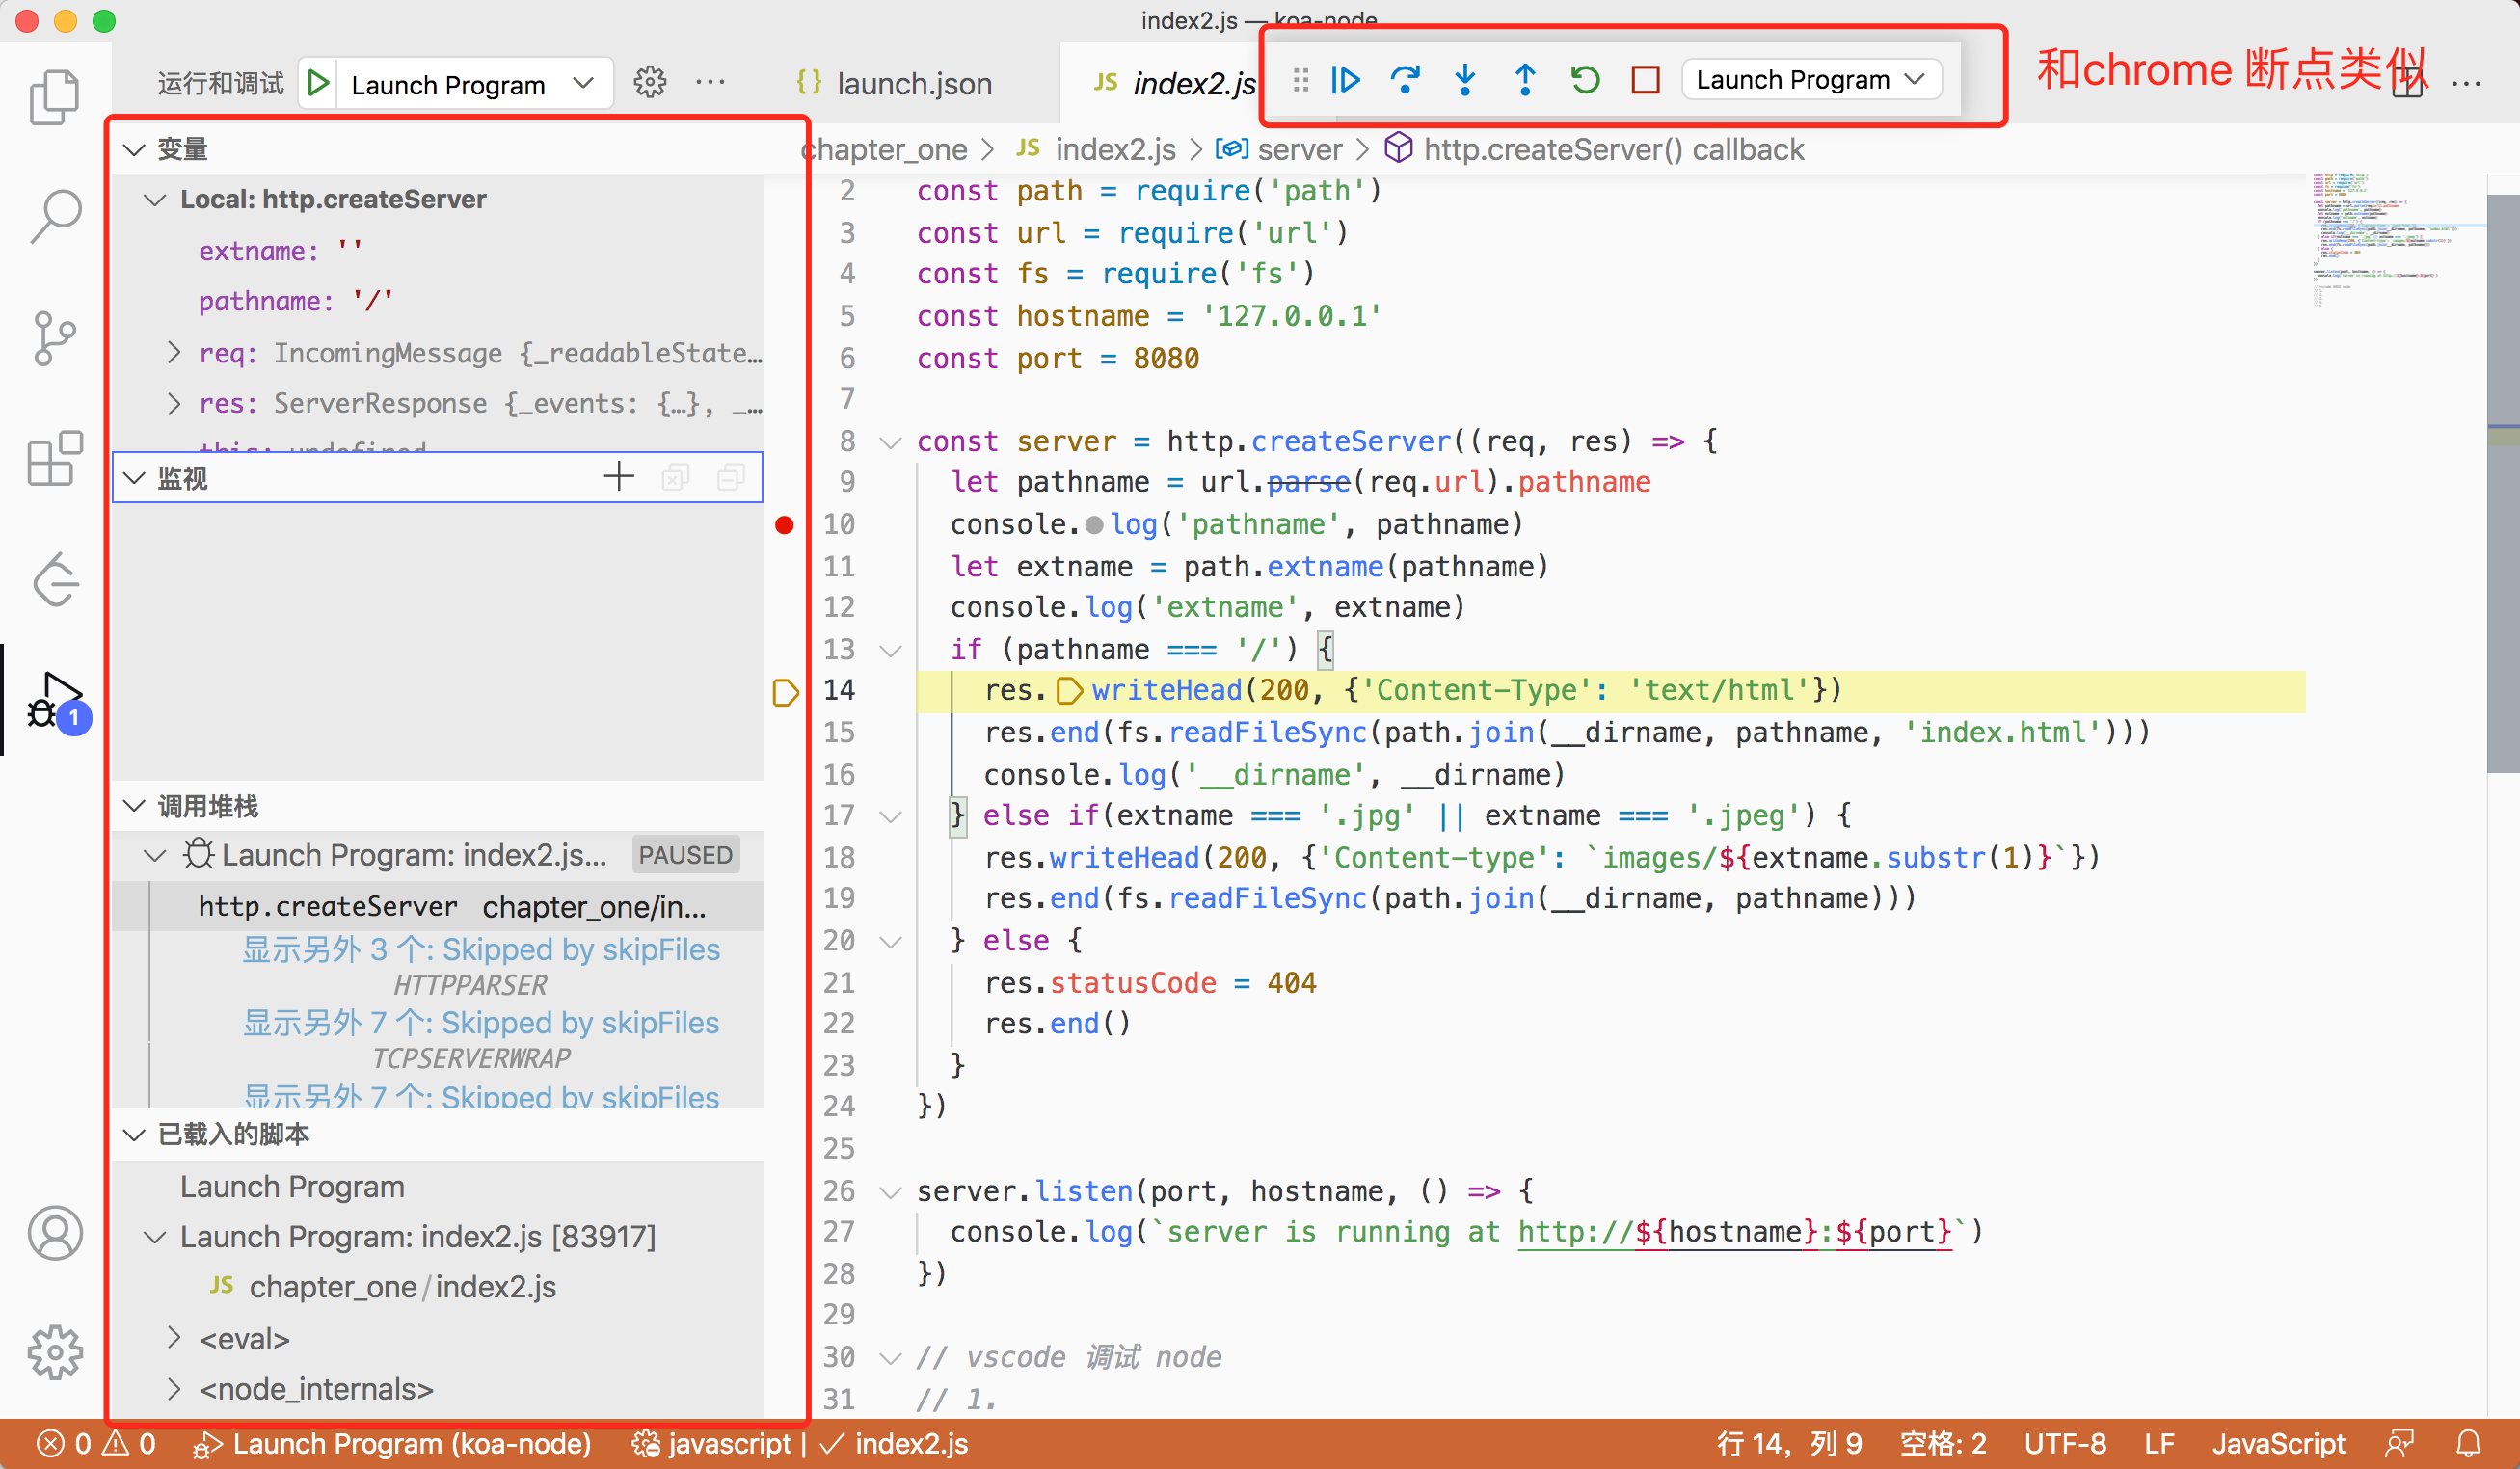 index2.js — koa-node
运行和调试 Launch Program
launch.json
JS index2.js
Launch Program
和chrome 断点类似
变量
Local: http.createServer
extname: ''
pathname: '/'
req: IncomingMessage {_readableState…
res: ServerResponse {_events: {…}, _…
this: undefined
监视
调用堆栈
Launch Program: index2.js... PAUSED
http.createServer chapter_one/in...
显示另外 3 个: Skipped by skipFiles
HTTPPARSER
显示另外 7 个: Skipped by skipFiles
TCPSERVERWRAP
显示另外 7 个: Skipped by skipFiles
已载入的脚本
Launch Program
Launch Program: index2.js [83917]
JS chapter_one/index2.js
<eval>
<node_internals>
1
chapter_one > JS index2.js > server > http.createServer() callback
2 const path = require('path')
3 const url = require('url')
4 const fs = require('fs')
5 const hostname = '127.0.0.1'
6 const port = 8080
7
8 const server = http.createServer((req, res) => {
9 let pathname = url.parse(req.url).pathname
10 console.log('pathname', pathname)
11 let extname = path.extname(pathname)
12 console.log('extname', extname)
13 if (pathname === '/') {
14 res.writeHead(200, {'Content-Type': 'text/html'})
15 res.end(fs.readFileSync(path.join(__dirname, pathname, 'index.html')))
16 console.log('__dirname', __dirname)
17 } else if(extname === '.jpg' || extname === '.jpeg') {
18 res.writeHead(200, {'Content-type': `images/${extname.substr(1)}`})
19 res.end(fs.readFileSync(path.join(__dirname, pathname)))
20 } else {
21 res.statusCode = 404
22 res.end()
23 }
24 })
25
26 server.listen(port, hostname, () => {
27 console.log(`server is running at http://${hostname}:${port}`)
28 })
29
30 // vscode 调试 node
31 // 1.
0 0 Launch Program (koa-node) javascript | ✓ index2.js
行 14，列 9 空格: 2 UTF-8 LF JavaScript